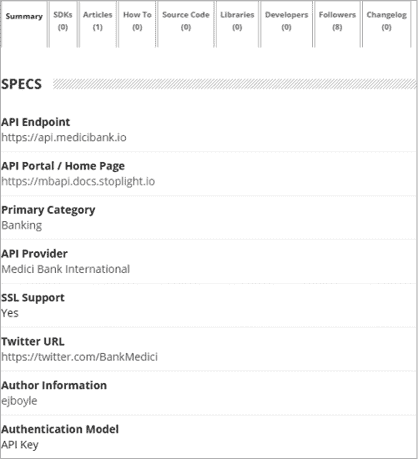 Summary
SDKs
(0)
Articles
(1)
How To
(0)
Source Code
(0)
Libraries
(0)
Developers
(0)
Followers
(8)
Changelog
(0)
SPECS
API Endpoint
https://api.medicibank.io
API Portal / Home Page
https://mbapi.docs.stoplight.io
Primary Category
Banking
API Provider
Medici Bank International
SSL Support
Yes
Twitter URL
https://twitter.com/BankMedici
Author Information
ejboyle
Authentication Model
API Key